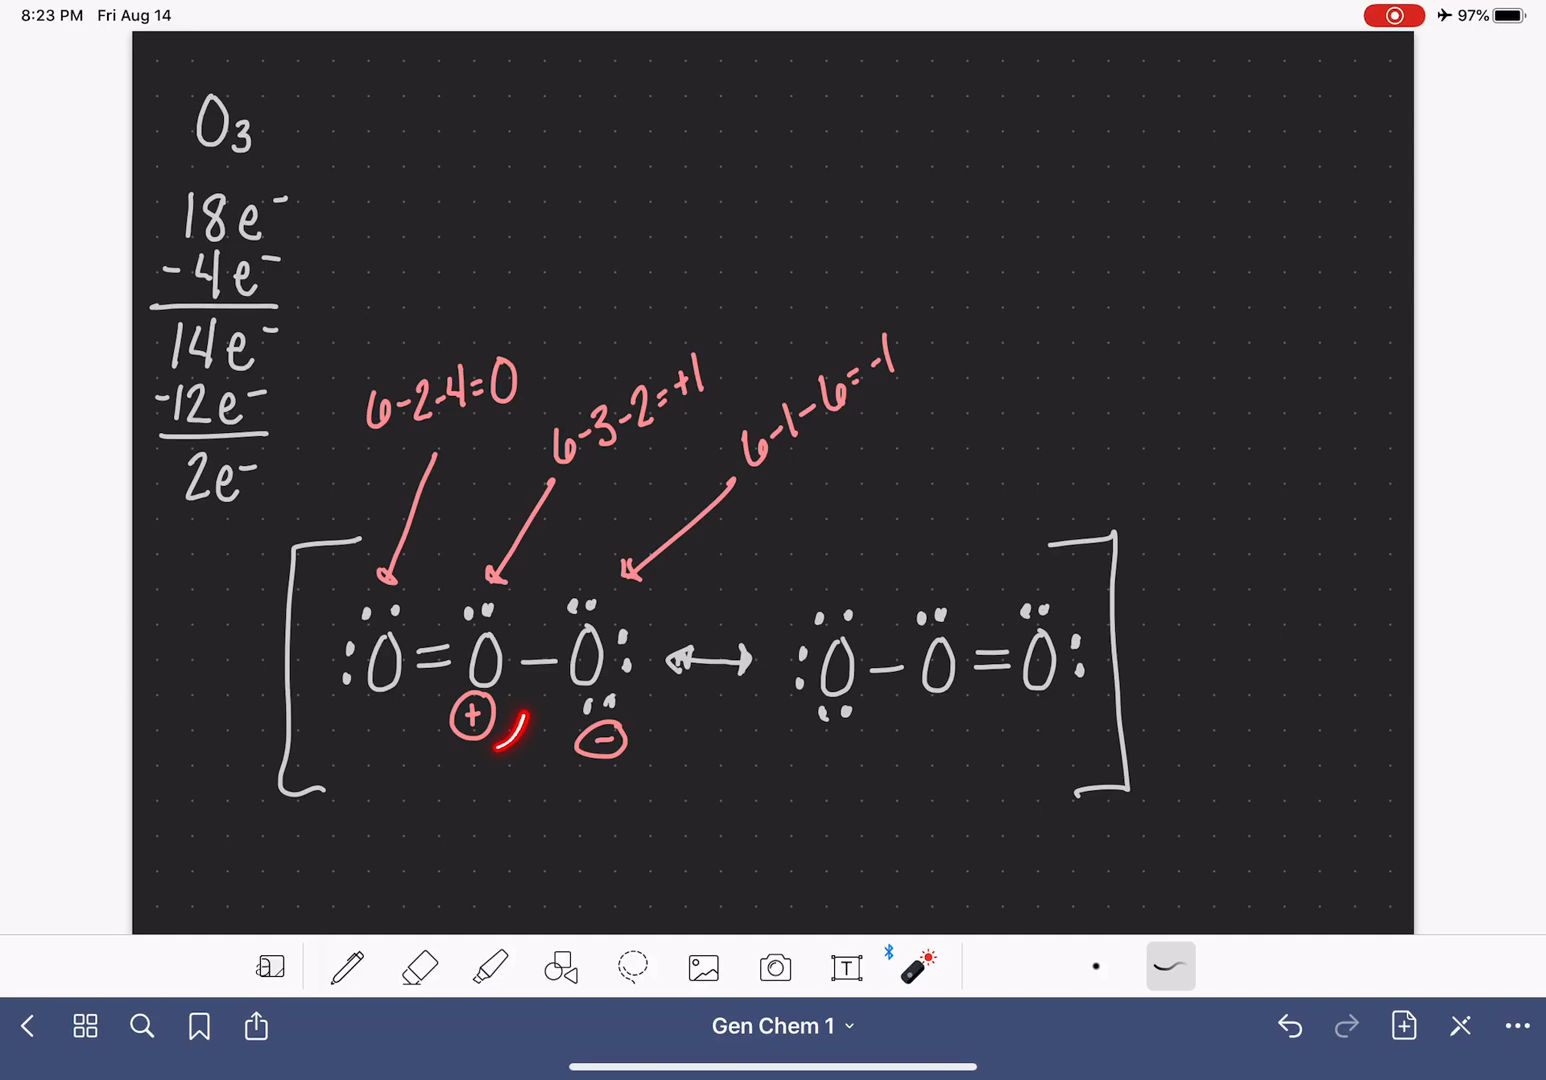 8:23 PM Fri Aug 14
97%
O₃
18e⁻
-4e⁻
14e⁻
-12e⁻
2e⁻
6-2-4=0
6-3-2=+1
6-1-6=-1
:O=O-O: ↔ :O-O=O:
+ -
T
Gen Chem 1